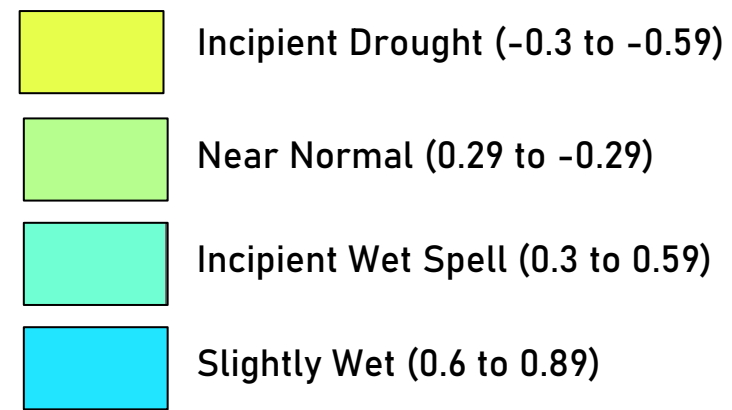 Incipient Drought (-0.3 to -0.59)
Near Normal (0.29 to -0.29)
Incipient Wet Spell (0.3 to 0.59)
Slightly Wet (0.6 to 0.89)